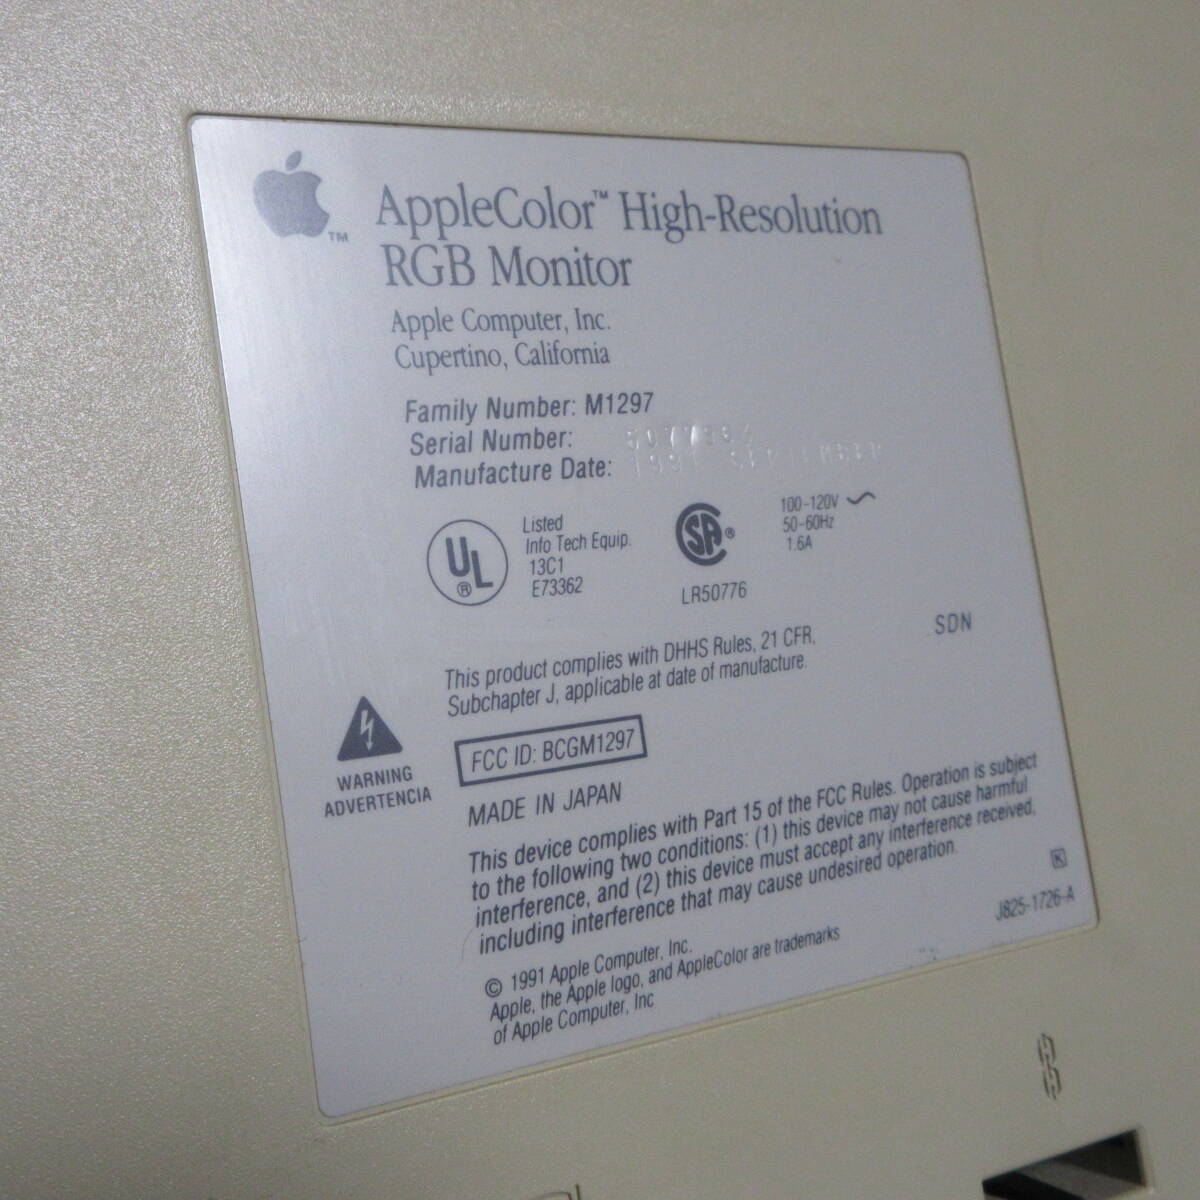 AppleColor™ High-Resolution
RGB Monitor
™
Apple Computer, Inc.
Cupertino, California
Family Number: M1297
Serial Number:
Manufacture Date: 1991 SEPTEMBER
UL®
Listed
Info Tech Equip.
13C1
E73362
SA®
LR50776
100-120V
50-60Hz
1.6A
SDN
This product complies with DHHS Rules, 21 CFR,
Subchapter J, applicable at date of manufacture.
WARNING
ADVERTENCIA
FCC ID: BCGM1297
MADE IN JAPAN
This device complies with Part 15 of the FCC Rules. Operation is subject
to the following two conditions: (1) this device may not cause harmful
interference, and (2) this device must accept any interference received,
including interference that may cause undesired operation.
K
J825-1726-A
© 1991 Apple Computer, Inc.
Apple, the Apple logo, and AppleColor are trademarks
of Apple Computer, Inc